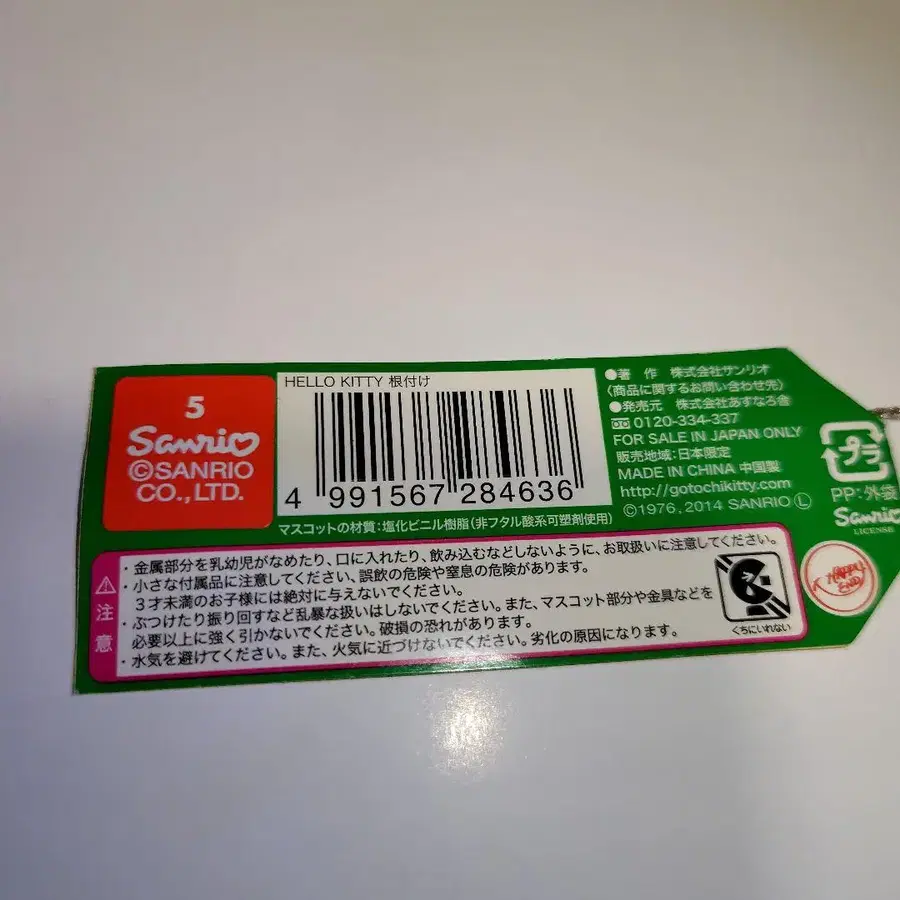 5
Sanrio
©SANRIO
CO., LTD.
HELLO KITTY 根付け
4 991567 284636
マスコットの材質:塩化ビニル樹脂(非フタル酸系可塑剤使用)
●著 作 株式会社サンリオ
(商品に関するお問い合わせ先)
●発売元 株式会社あすなろ舎
0120-334-337
FOR SALE IN JAPAN ONLY
販売地域:日本限定
MADE IN CHINA 中国製
http://gotochikitty.com
©1976, 2014 SANRIO Ⓛ
プラ
PP:外袋
Sanrio
LICENSE
HAPPY
END
注意
・金属部分を乳幼児がなめたり、口に入れたり、飲み込むなどしないように、お取扱いに注意してください。
・小さな付属品に注意してください、誤飲の危険や窒息の危険があります。
3才未満のお子様には絶対に与えないでください。
・ぶつけたり振り回すなど乱暴な扱いはしないでください。また、マスコット部分や金具などを
必要以上に強く引かないでください。破損の恐れがあります。
・水気を避けてください。また、火気に近づけないでください。劣化の原因になります。
くちにいれない